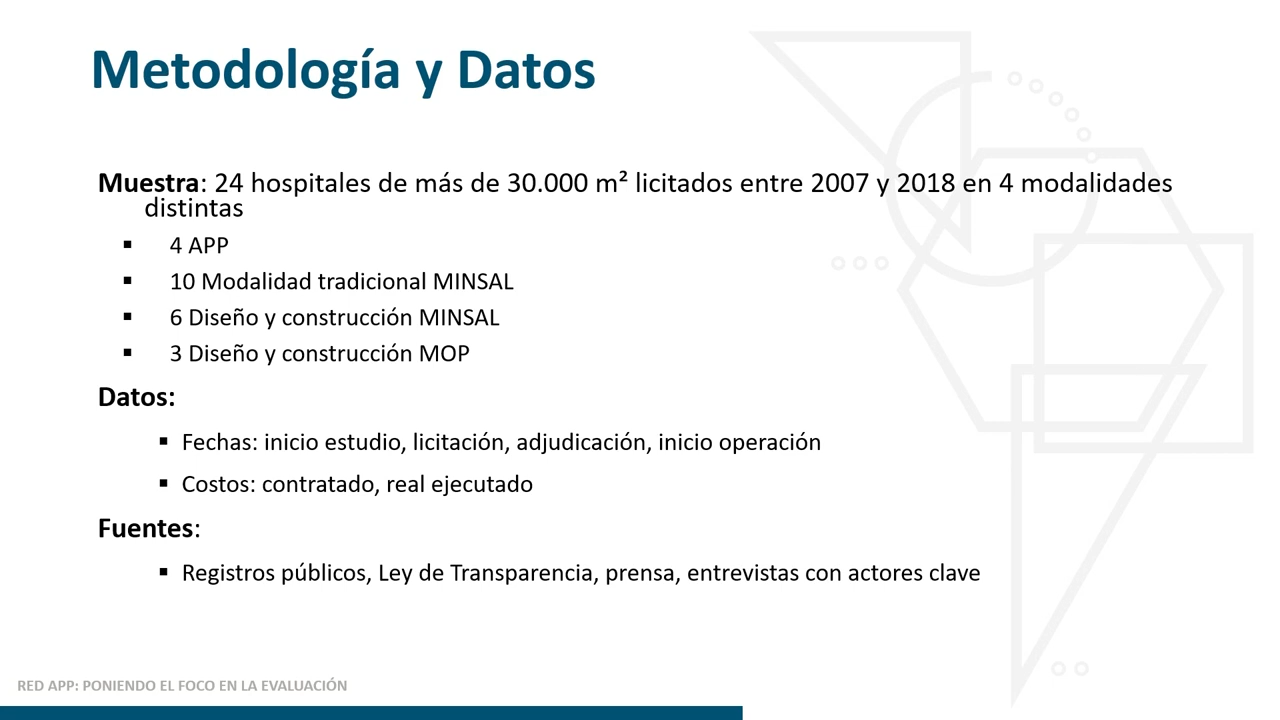 Metodología y Datos
Muestra: 24 hospitales de más de 30.000 m² licitados entre 2007 y 2018 en 4 modalidades
distintas
▪ 4 APP
▪ 10 Modalidad tradicional MINSAL
▪ 6 Diseño y construcción MINSAL
▪ 3 Diseño y construcción MOP
Datos:
▪ Fechas: inicio estudio, licitación, adjudicación, inicio operación
▪ Costos: contratado, real ejecutado
Fuentes:
▪ Registros públicos, Ley de Transparencia, prensa, entrevistas con actores clave
RED APP: PONIENDO EL FOCO EN LA EVALUACIÓN